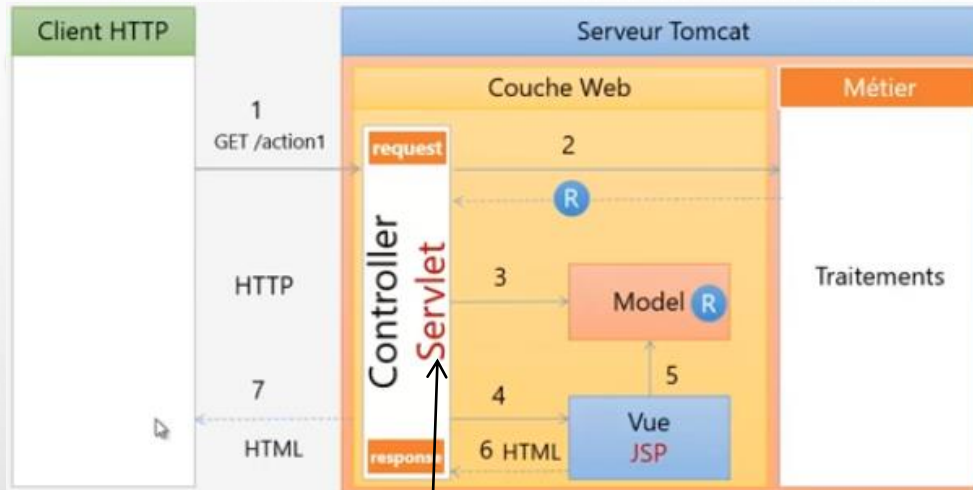 Client HTTP
Serveur Tomcat
Couche Web
Métier
1
GET /action1
request
2
R
Controller
Servlet
HTTP
3
Model R
Traitements
5
7
4
Vue
JSP
HTML
response
6 HTML